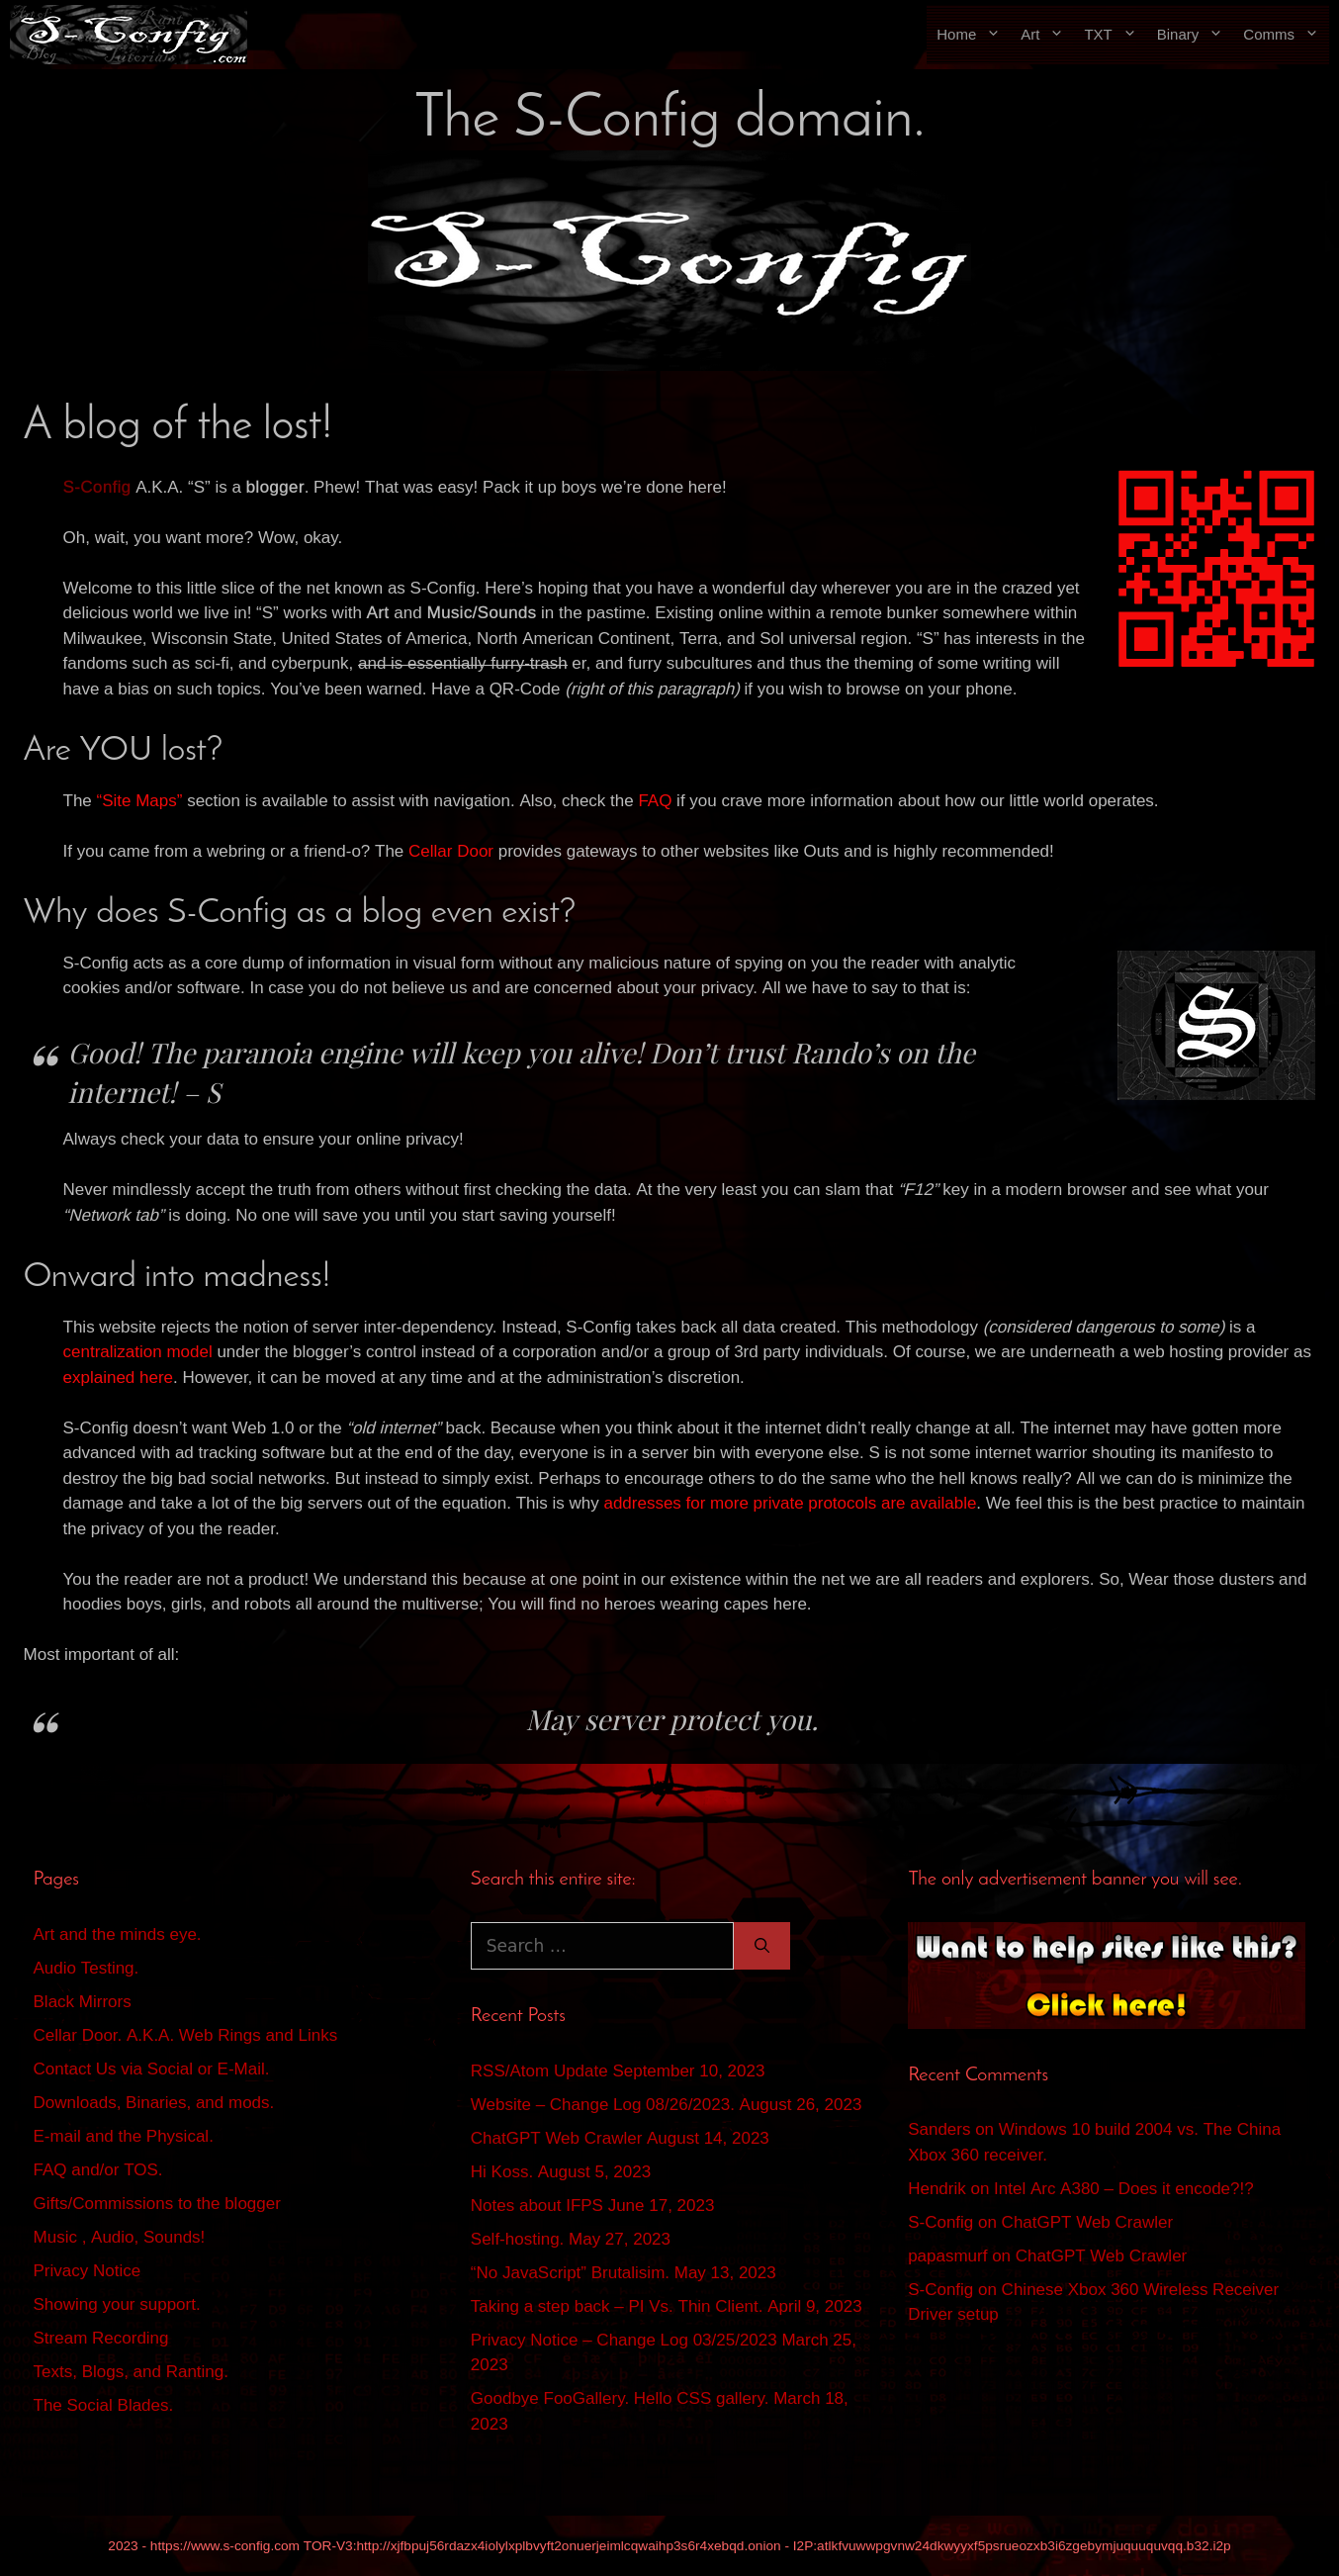 S-Config
.com
Rant
Blog
Tutorials
Home
Art
TXT
Binary
Comms
The S-Config domain.
S-Config
A blog of the lost!
S-Config A.K.A. “S” is a blogger. Phew! That was easy! Pack it up boys we’re done here!
Oh, wait, you want more? Wow, okay.
Welcome to this little slice of the net known as S-Config. Here’s hoping that you have a wonderful day wherever you are in the crazed yet
delicious world we live in! “S” works with Art and Music/Sounds in the pastime. Existing online within a remote bunker somewhere within
Milwaukee, Wisconsin State, United States of America, North American Continent, Terra, and Sol universal region. “S” has interests in the
fandoms such as sci-fi, and cyberpunk, and is essentially furry-trash er, and furry subcultures and thus the theming of some writing will
have a bias on such topics. You’ve been warned. Have a QR-Code (right of this paragraph) if you wish to browse on your phone.
Are YOU lost?
The “Site Maps” section is available to assist with navigation. Also, check the FAQ if you crave more information about how our little world operates.
If you came from a webring or a friend-o? The Cellar Door provides gateways to other websites like Outs and is highly recommended!
Why does S-Config as a blog even exist?
S-Config acts as a core dump of information in visual form without any malicious nature of spying on you the reader with analytic
cookies and/or software. In case you do not believe us and are concerned about your privacy. All we have to say to that is:
S
“ Good! The paranoia engine will keep you alive! Don’t trust Rando’s on the
internet! – S
Always check your data to ensure your online privacy!
Never mindlessly accept the truth from others without first checking the data. At the very least you can slam that “F12” key in a modern browser and see what your
“Network tab” is doing. No one will save you until you start saving yourself!
Onward into madness!
This website rejects the notion of server inter-dependency. Instead, S-Config takes back all data created. This methodology (considered dangerous to some) is a
centralization model under the blogger’s control instead of a corporation and/or a group of 3rd party individuals. Of course, we are underneath a web hosting provider as
explained here. However, it can be moved at any time and at the administration’s discretion.
S-Config doesn’t want Web 1.0 or the “old internet” back. Because when you think about it the internet didn’t really change at all. The internet may have gotten more
advanced with ad tracking software but at the end of the day, everyone is in a server bin with everyone else. S is not some internet warrior shouting its manifesto to
destroy the big bad social networks. But instead to simply exist. Perhaps to encourage others to do the same who the hell knows really? All we can do is minimize the
damage and take a lot of the big servers out of the equation. This is why addresses for more private protocols are available. We feel this is the best practice to maintain
the privacy of you the reader.
You the reader are not a product! We understand this because at one point in our existence within the net we are all readers and explorers. So, Wear those dusters and
hoodies boys, girls, and robots all around the multiverse; You will find no heroes wearing capes here.
Most important of all:
“ May server protect you.
Pages
Art and the minds eye.
Audio Testing.
Black Mirrors
Cellar Door. A.K.A. Web Rings and Links
Contact Us via Social or E-Mail.
Downloads, Binaries, and mods.
E-mail and the Physical.
FAQ and/or TOS.
Gifts/Commissions to the blogger
Music , Audio, Sounds!
Privacy Notice
Showing your support.
Stream Recording
Texts, Blogs, and Ranting.
The Social Blades.
Search this entire site:
Search …
Recent Posts
RSS/Atom Update September 10, 2023
Website – Change Log 08/26/2023. August 26, 2023
ChatGPT Web Crawler August 14, 2023
Hi Koss. August 5, 2023
Notes about IFPS June 17, 2023
Self-hosting. May 27, 2023
“No JavaScript” Brutalisim. May 13, 2023
Taking a step back – PI Vs. Thin Client. April 9, 2023
Privacy Notice – Change Log 03/25/2023 March 25,
2023
Goodbye FooGallery. Hello CSS gallery. March 18,
2023
The only advertisement banner you will see.
Want to help sites like this?
Click here!
Recent Comments
Sanders on Windows 10 build 2004 vs. The China
Xbox 360 receiver.
Hendrik on Intel Arc A380 – Does it encode?!?
S-Config on ChatGPT Web Crawler
papasmurf on ChatGPT Web Crawler
S-Config on Chinese Xbox 360 Wireless Receiver
Driver setup
2023 - https://www.s-config.com TOR-V3:http://xjfbpuj56rdazx4iolylxplbvyft2onuerjeimlcqwaihp3s6r4xebqd.onion - I2P:atlkfvuwwpgvnw24dkwyyxf5psrueozxb3i6zgebymjuquuquvqq.b32.i2p